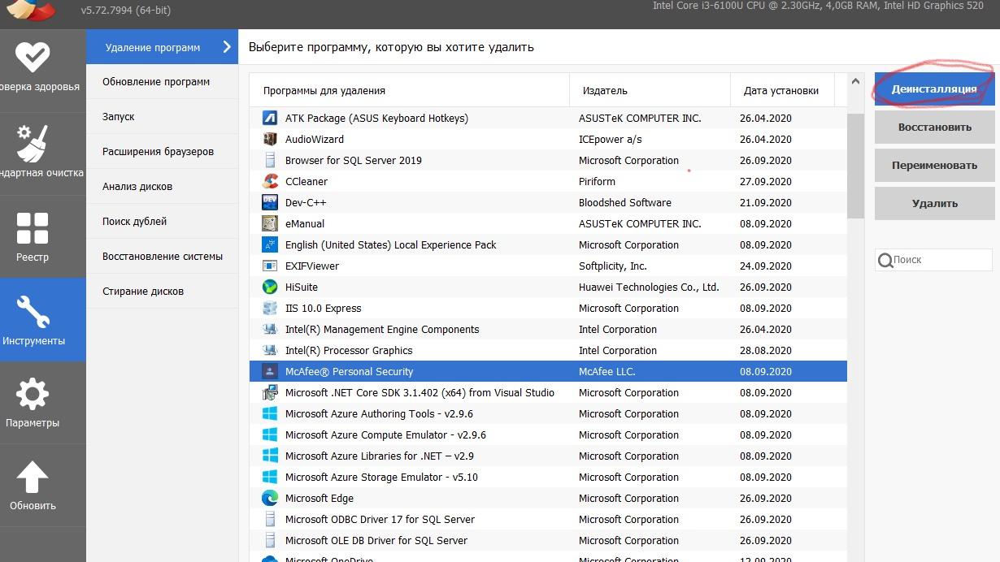 v5.72.7994 (64-bit)
Intel Core i3-6100U CPU @ 2.30GHz, 4,0GB RAM, Intel HD Graphics 520
оверка здоровья
ндартная очистка
Реестр
Инструменты
Параметры
Обновить
Удаление программ
Обновление программ
Запуск
Расширения браузеров
Анализ дисков
Поиск дублей
Восстановление системы
Стирание дисков
Выберите программу, которую вы хотите удалить
Программы для удаления Издатель Дата установки
ATK Package (ASUS Keyboard Hotkeys) ASUSTeK COMPUTER INC. 26.04.2020
AudioWizard ICEpower a/s 26.04.2020
Browser for SQL Server 2019 Microsoft Corporation 26.09.2020
CCleaner Piriform 27.09.2020
DEV Dev-C++ Bloodshed Software 21.09.2020
eManual ASUSTeK COMPUTER INC. 08.09.2020
English (United States) Local Experience Pack Microsoft Corporation 08.09.2020
EXIFViewer Softplicity, Inc. 24.09.2020
HiSuite Huawei Technologies Co., Ltd. 26.09.2020
IIS 10.0 Express Microsoft Corporation 08.09.2020
Intel(R) Management Engine Components Intel Corporation 26.04.2020
Intel(R) Processor Graphics Intel Corporation 28.08.2020
McAfee® Personal Security McAfee LLC. 08.09.2020
Microsoft .NET Core SDK 3.1.402 (x64) from Visual Studio Microsoft Corporation 08.09.2020
Microsoft Azure Authoring Tools - v2.9.6 Microsoft Corporation 08.09.2020
Microsoft Azure Compute Emulator - v2.9.6 Microsoft Corporation 08.09.2020
Microsoft Azure Libraries for .NET – v2.9 Microsoft Corporation 08.09.2020
Microsoft Azure Storage Emulator - v5.10 Microsoft Corporation 08.09.2020
Microsoft Edge Microsoft Corporation 26.09.2020
Microsoft ODBC Driver 17 for SQL Server Microsoft Corporation 26.09.2020
Microsoft OLE DB Driver for SQL Server Microsoft Corporation 26.09.2020
Microsoft OneDrive Microsoft Corporation 12.09.2020
Деинсталляция
Восстановить
Переименовать
Удалить
Поиск